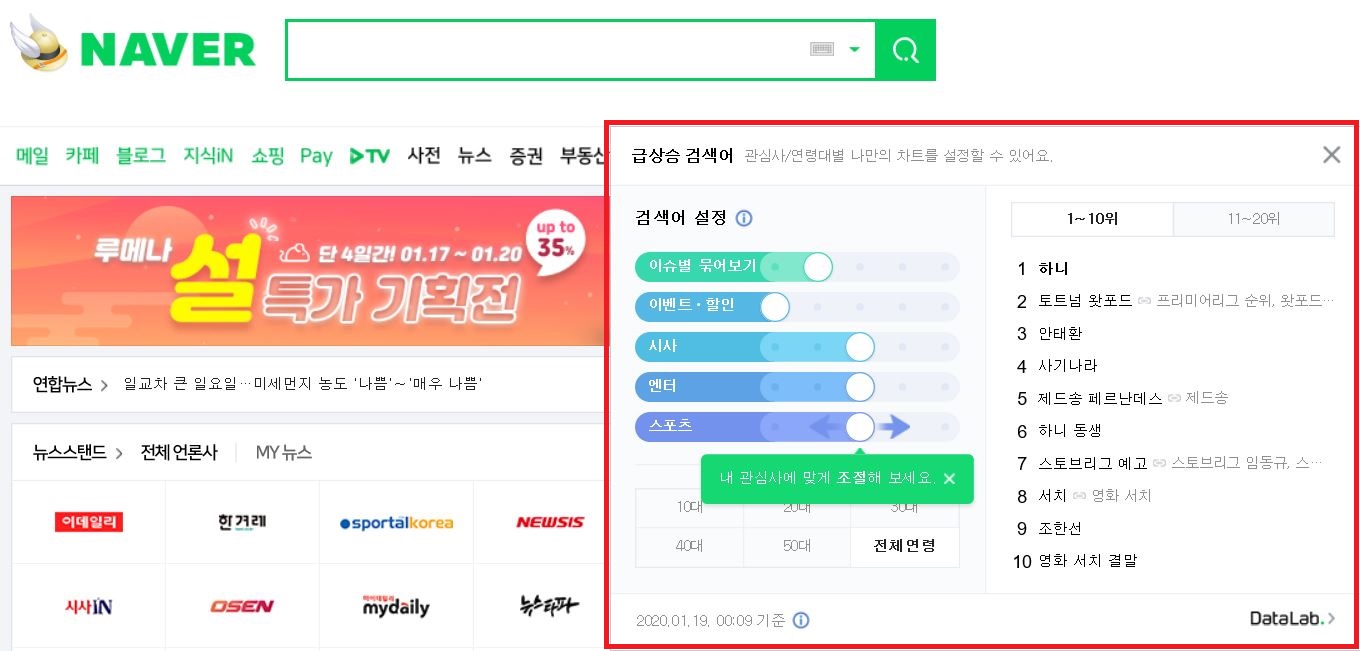 NAVER
메일 카페 블로그 지식iN 쇼핑 Pay TV 사전 뉴스 증권 부동산
루메나
설
단 4일간! 01.17 ~ 01.20
특가 기획전
up to
35%
연합뉴스 > 일교차 큰 일요일…미세먼지 농도 '나쁨'~'매우 나쁨'
뉴스스탠드 > 전체 언론사 MY 뉴스
이데일리 한겨레 sportalkorea NEWSIS
시사IN OSEN 마이데일리 mydaily 뉴스타파
급상승 검색어 관심사/연령대별 나만의 차트를 설정할 수 있어요.
검색어 설정
이슈별 묶어보기
이벤트·할인
시사
엔터
스포츠
내 관심사에 맞게 조절해 보세요.
10대 20대 30대
40대 50대 전체연령
1~10위 11~20위
1 하니
2 토트넘 왓포드 프리미어리그 순위, 왓포드…
3 안태환
4 사기나라
5 제드송 페르난데스 제드송
6 하니 동생
7 스토브리그 예고 스토브리그 임동규, 스…
8 서치 영화 서치
9 조한선
10 영화 서치 결말
2020.01.19. 00:09 기준
DataLab. >